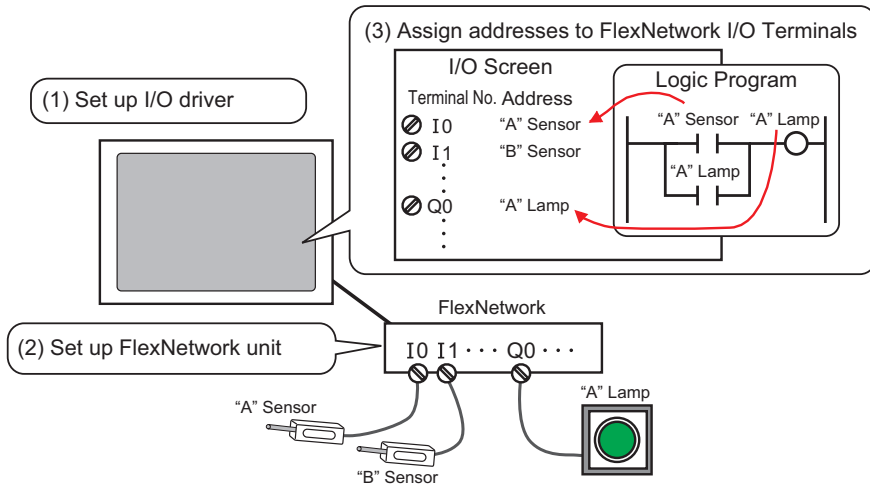 (3) Assign addresses to FlexNetwork I/O Terminals
I/O Screen
Terminal No. Address
I0 "A" Sensor
I1 "B" Sensor
Q0 "A" Lamp
Logic Program
"A" Sensor "A" Lamp
"A" Lamp
(1) Set up I/O driver
(2) Set up FlexNetwork unit
FlexNetwork
I0 I1 ··· Q0 ···
"A" Sensor
"B" Sensor
"A" Lamp